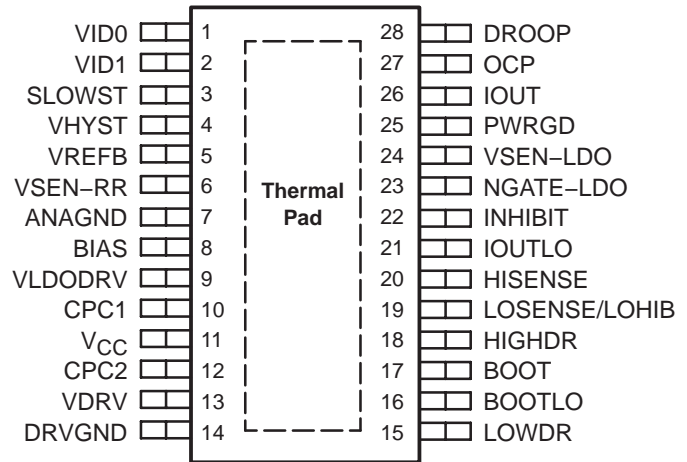 VID0 1 28 DROOP
VID1 2 27 OCP
SLOWST 3 26 IOUT
VHYST 4 25 PWRGD
VREFB 5 24 VSEN–LDO
VSEN–RR 6 Thermal 23 NGATE–LDO
ANAGND 7 Pad 22 INHIBIT
BIAS 8 21 IOUTLO
VLDODRV 9 20 HISENSE
CPC1 10 19 LOSENSE/LOHIB
VCC 11 18 HIGHDR
CPC2 12 17 BOOT
VDRV 13 16 BOOTLO
DRVGND 14 15 LOWDR